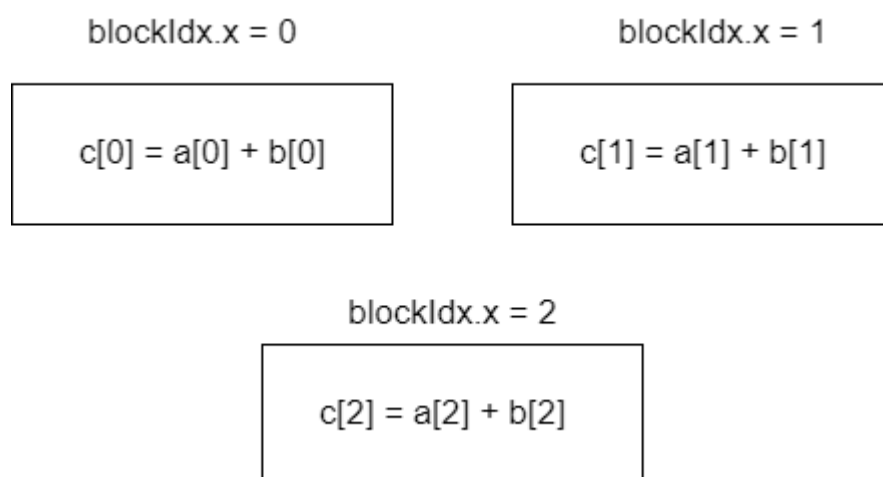 blockIdx.x = 0
blockIdx.x = 1
c[0] = a[0] + b[0]
c[1] = a[1] + b[1]
blockIdx.x = 2
c[2] = a[2] + b[2]